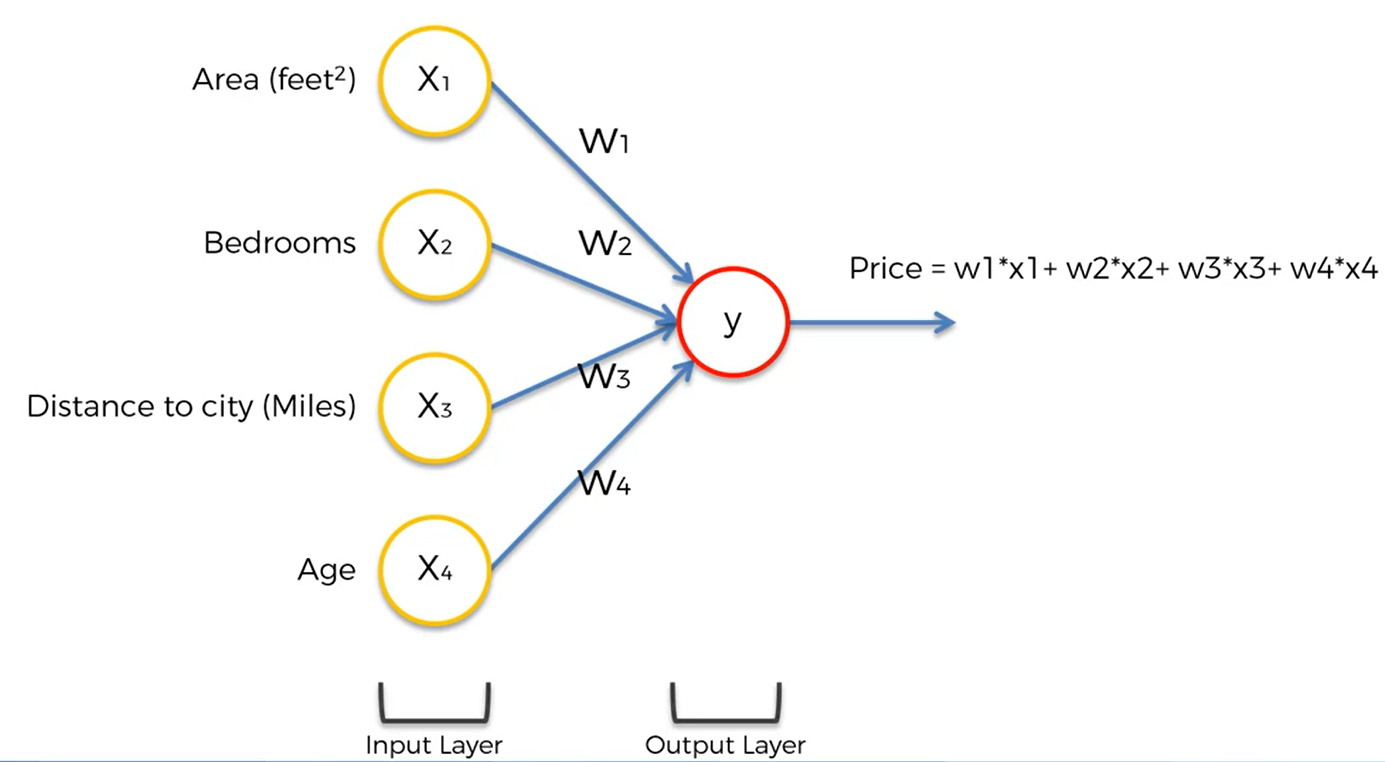 Area (feet²)
X1
W1
Bedrooms
X2
W2
Price = w1*x1+ w2*x2+ w3*x3+ w4*x4
y
Distance to city (Miles)
X3
W3
Age
X4
W4
Input Layer
Output Layer